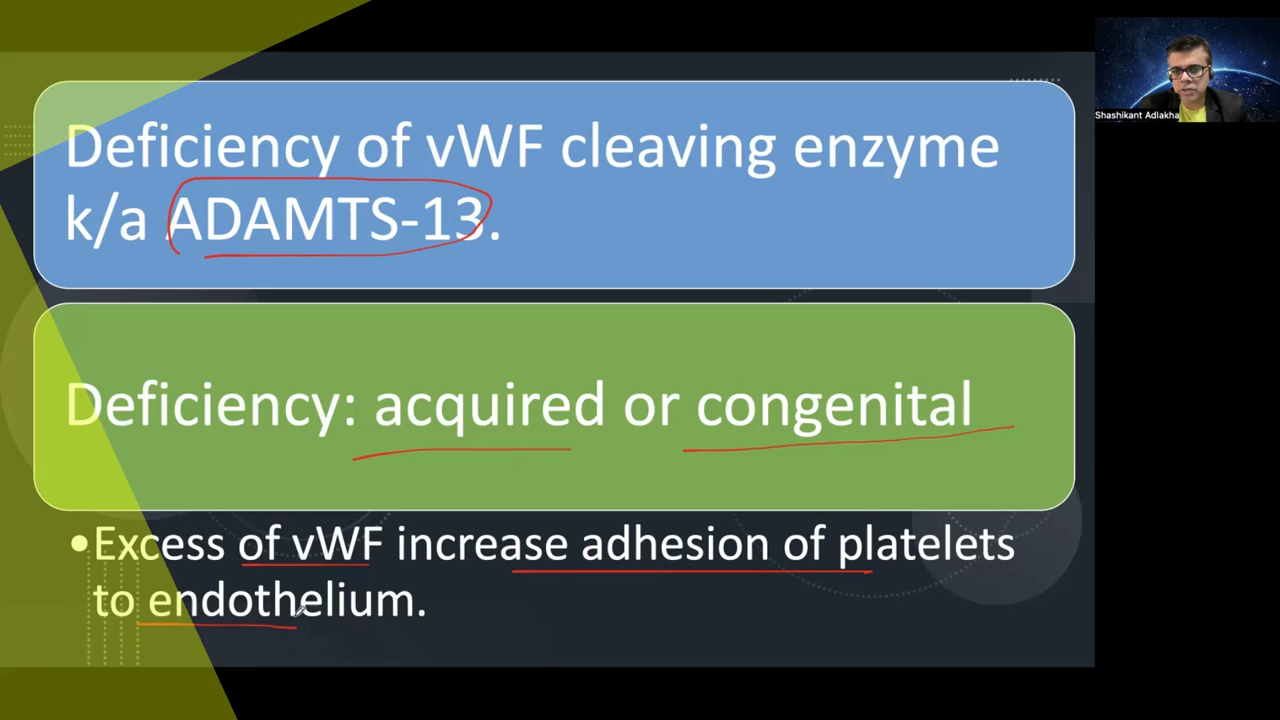 Deficiency of vWF cleaving enzyme
k/a ADAMTS-13.
Deficiency: acquired or congenital
•Excess of vWF increase adhesion of platelets
to endothelium.
Shashikant Adlakha